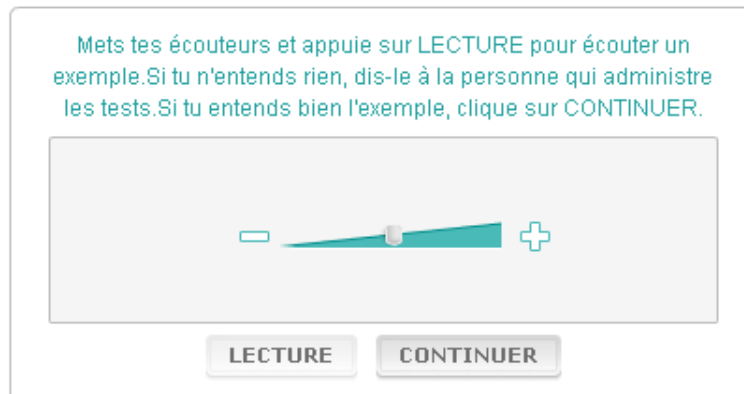 Mets tes écouteurs et appuie sur LECTURE pour écouter un
exemple.Si tu n'entends rien, dis-le à la personne qui administre
les tests.Si tu entends bien l'exemple, clique sur CONTINUER.
LECTURE CONTINUER